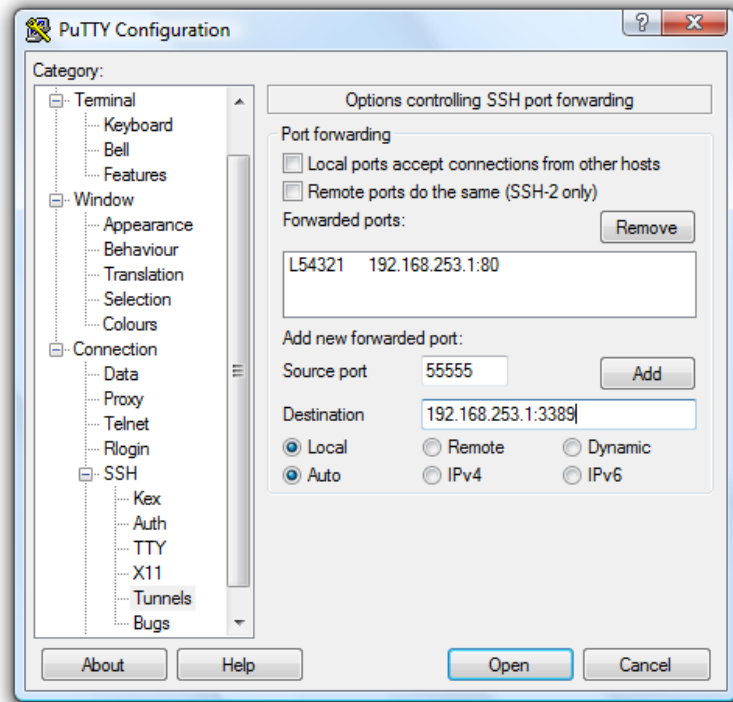 PuTTY Configuration
?
Category:
Terminal
Keyboard
Bell
Features
Window
Appearance
Behaviour
Translation
Selection
Colours
Connection
Data
Proxy
Telnet
Rlogin
SSH
Kex
Auth
TTY
X11
Tunnels
Bugs
Options controlling SSH port forwarding
Port forwarding
Local ports accept connections from other hosts
Remote ports do the same (SSH-2 only)
Forwarded ports:
Remove
L54321 192.168.253.1:80
Add new forwarded port:
Source port 55555 Add
Destination 192.168.253.1:3389
Local Remote Dynamic
Auto IPv4 IPv6
About Help Open Cancel